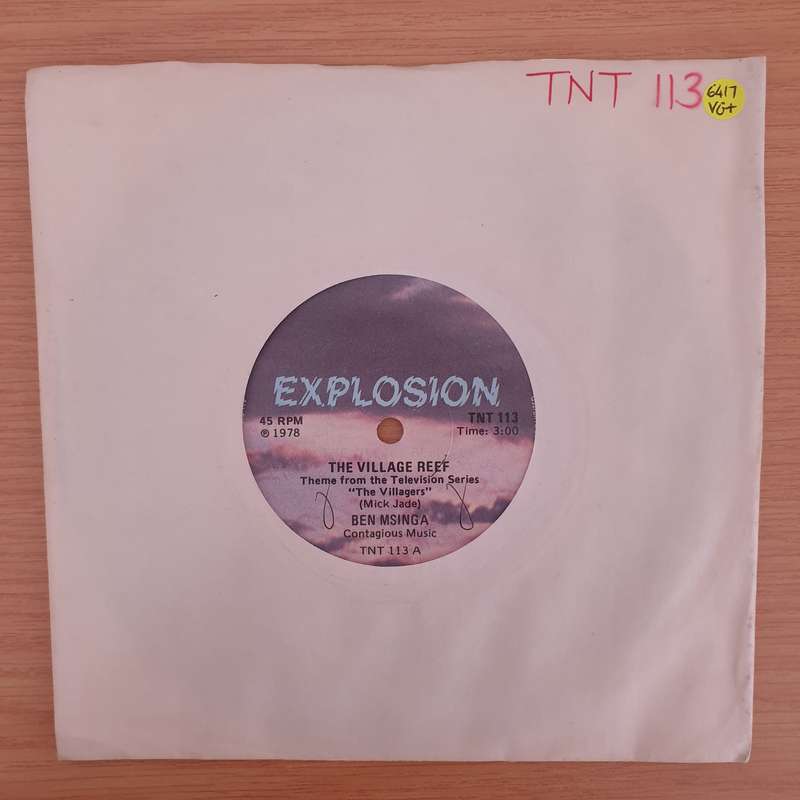 TNT 113
6417
VG+
EXPLOSION
45 RPM
℗ 1978
TNT 113
Time: 3:00
THE VILLAGE REEF
Theme from the Television Series
"The Villagers"
(Mick Jade)
BEN MSINGA
Contagious Music
TNT 113 A